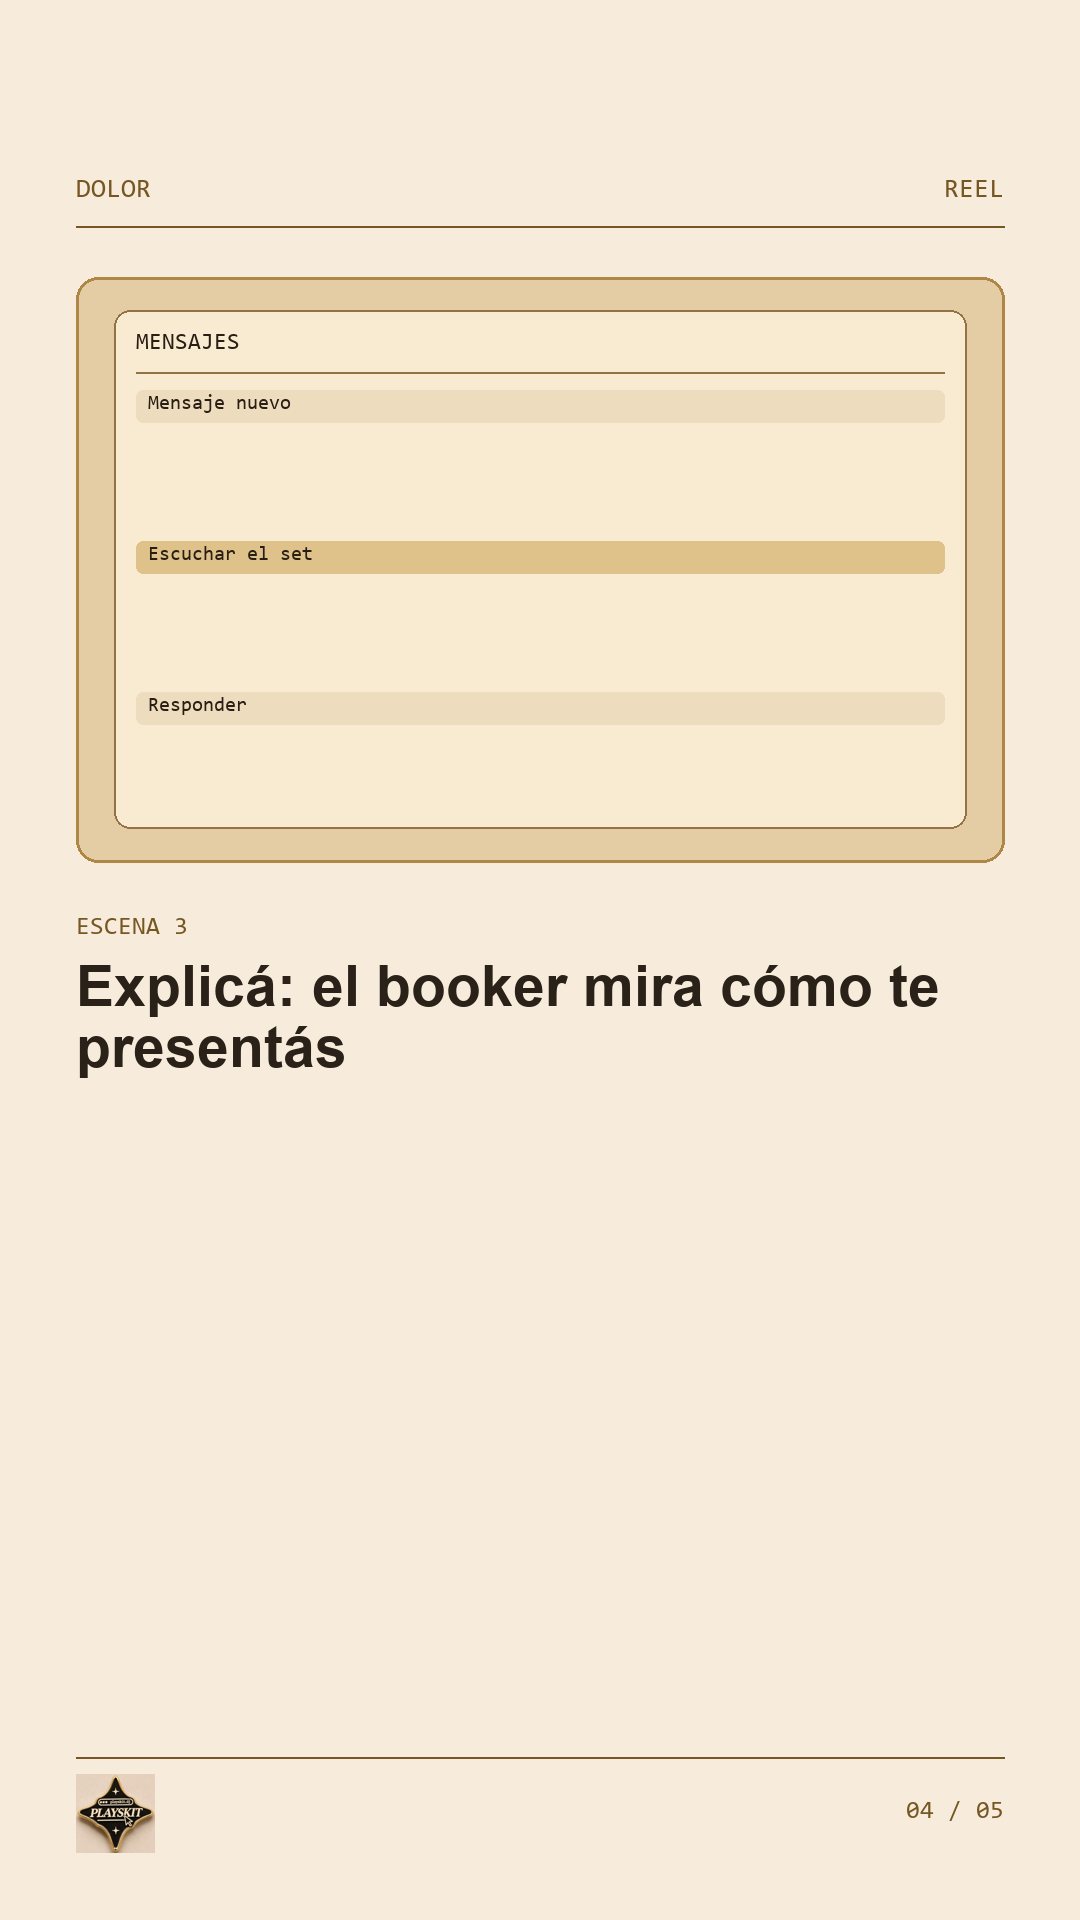 DOLOR
REEL
MENSAJES
Mensaje nuevo
Escuchar el set
Responder
ESCENA 3
Explicá: el booker mira cómo te
presentás
PLAYSKIT
04 / 05